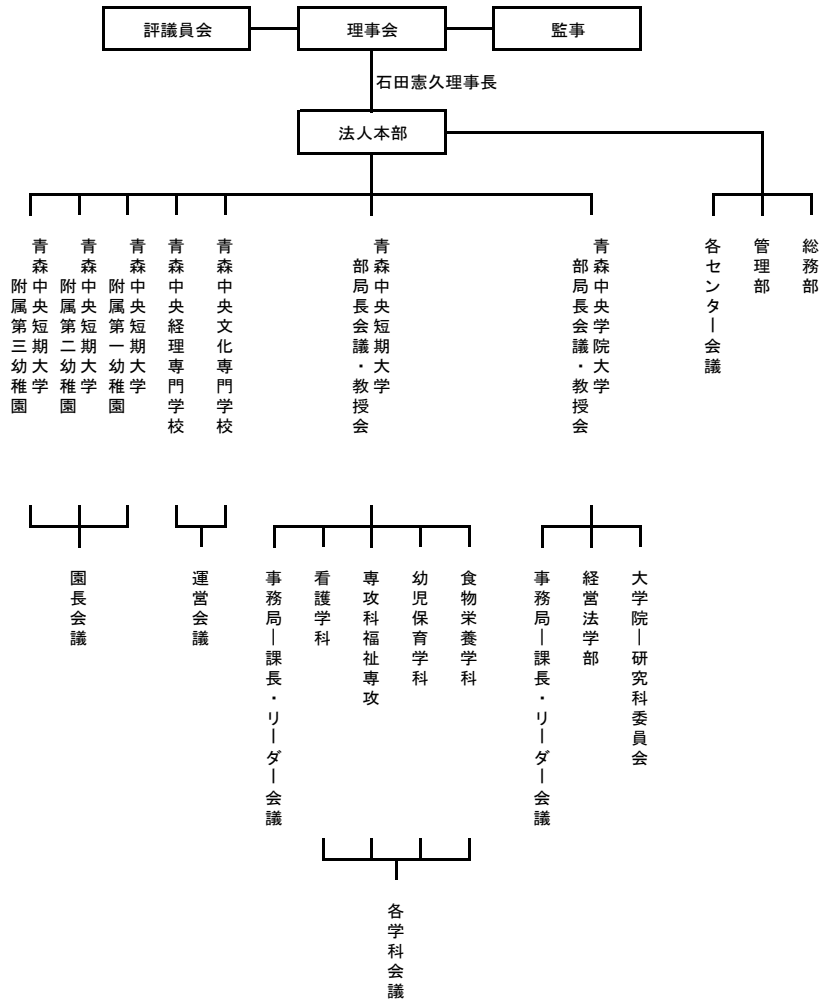 評議員会
理事会
監事
石田憲久理事長
法人本部
総務部
管理部
各センター会議
青森中央学院大学
部局長会議・教授会
青森中央短期大学
部局長会議・教授会
青森中央文化専門学校
青森中央経理専門学校
青森中央短期大学
附属第一幼稚園
青森中央短期大学
附属第二幼稚園
青森中央短期大学
附属第三幼稚園
大学院―研究科委員会
経営法学部
事務局―課長・リーダー会議
食物栄養学科
幼児保育学科
専攻科福祉専攻
看護学科
事務局―課長・リーダー会議
運営会議
園長会議
各学科会議